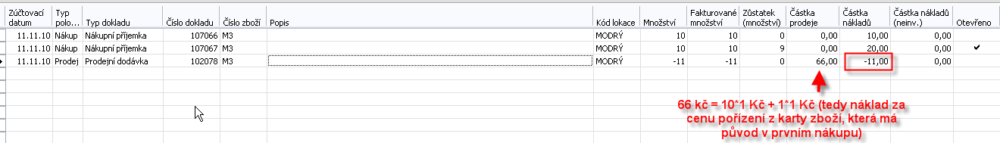 Zúčtovací datum Typ polo... Typ dokladu Číslo dokladu Číslo zboží Popis Kód lokace Množství Fakturované množství Zůstatek (množství) Částka prodeje Částka nákladů Částka nákladů (neinv.) Otevřeno
11.11.10 Nákup Nákupní příjemka 107066 M3 MODRÝ 10 10 0 0,00 10,00 0,00
11.11.10 Nákup Nákupní příjemka 107067 M3 MODRÝ 10 10 9 0,00 20,00 0,00 ✔
11.11.10 Prodej Prodejní dodávka 102078 M3 MODRÝ -11 -11 0 66,00 -11,00 0,00
66 kč = 10*1 Kč + 1*1 Kč (tedy náklad za
cenu pořízení z karty zboží, která má
původ v prvním nákupu)